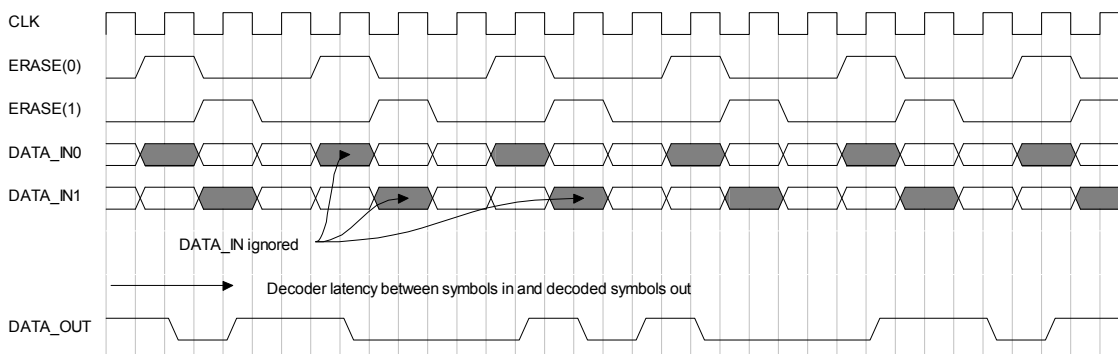 CLK
ERASE(0)
ERASE(1)
DATA_IN0
DATA_IN1
DATA_IN ignored
Decoder latency between symbols in and decoded symbols out
DATA_OUT